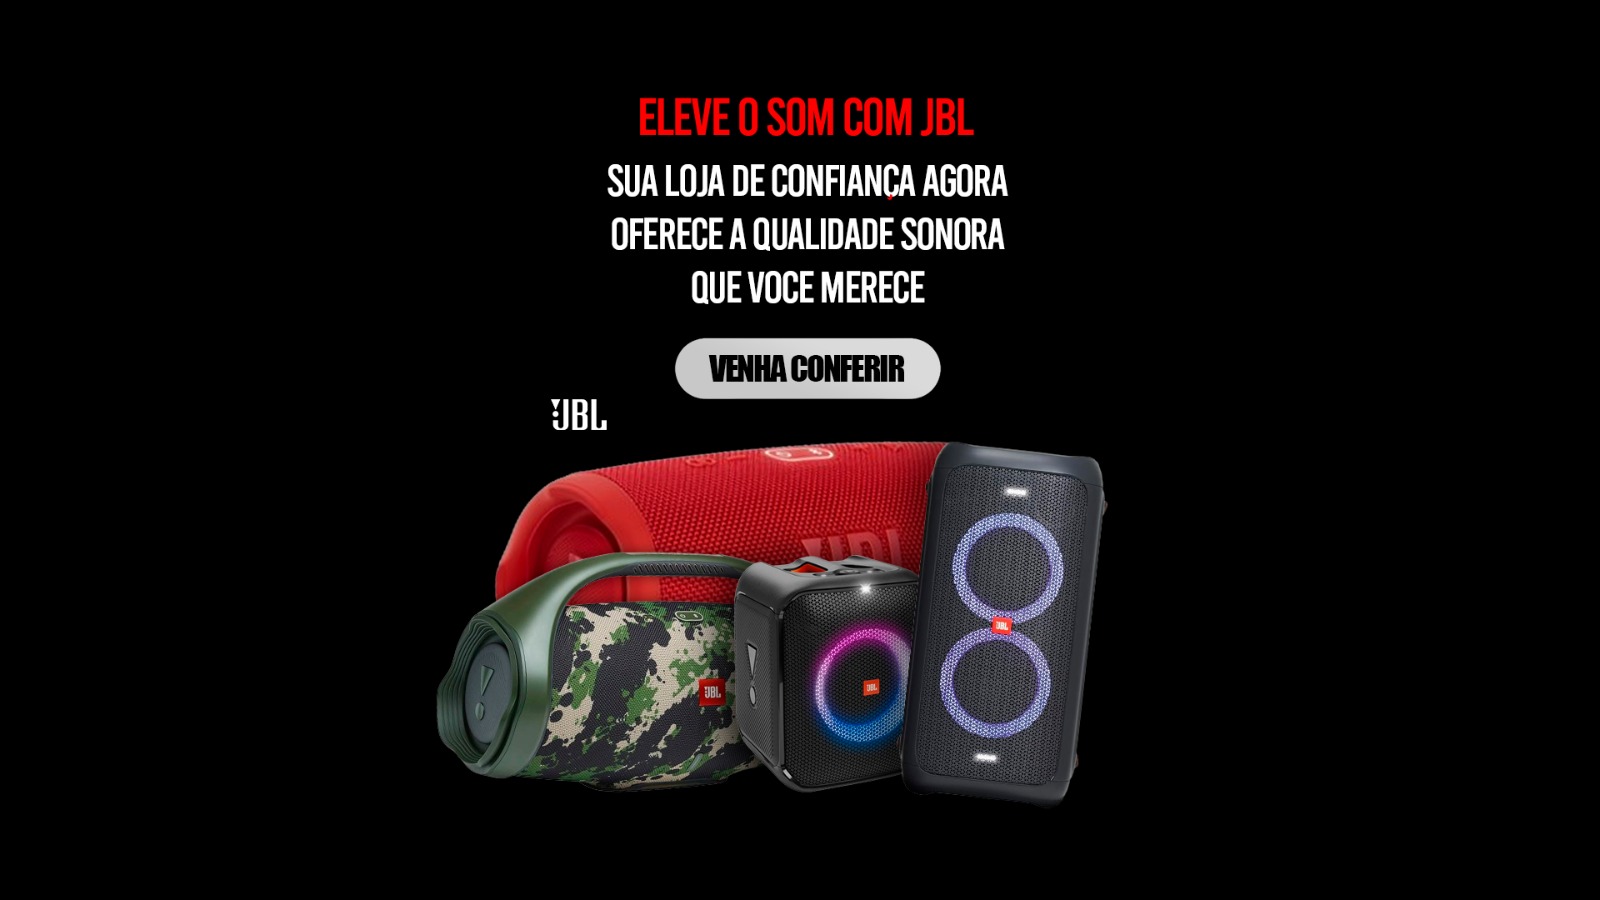 ELEVE O SOM COM JBL
SUA LOJA DE CONFIANÇA AGORA
OFERECE A QUALIDADE SONORA
QUE VOCE MERECE
VENHA CONFERIR
JBL
JBL
JBL
JBL
JBL